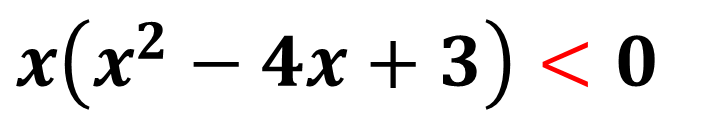 x(x² − 4x + 3) < 0